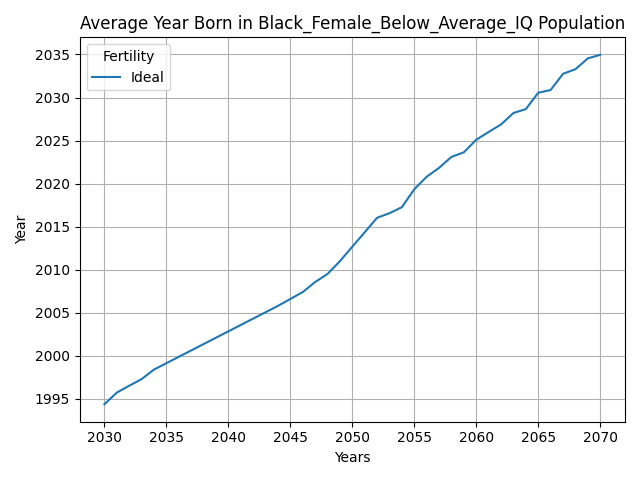 Average Year Born in Black_Female_Below_Average_IQ Population
Fertility
Ideal
2035
2030
2025
2020
2015
2010
2005
2000
1995
Year
2030 2035 2040 2045 2050 2055 2060 2065 2070
Years